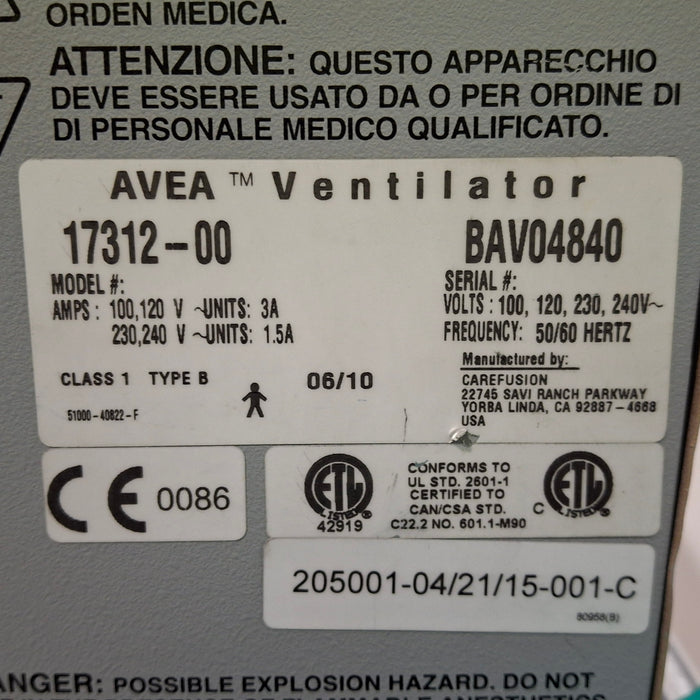 ORDEN MEDICA.
ATTENZIONE: QUESTO APPARECCHIO
DEVE ESSERE USATO DA O PER ORDINE DI
DI PERSONALE MEDICO QUALIFICATO.
AVEA™ Ventilator
17312-00
MODEL #:
AMPS: 100,120 V ~UNITS: 3A
230,240 V ~UNITS: 1.5A
CLASS 1 TYPE B
06/10
51000-40822-F
BAV04840
SERIAL #:
VOLTS: 100, 120, 230, 240V~
FREQUENCY: 50/60 HERTZ
Manufactured by:
CAREFUSION
22745 SAVI RANCH PARKWAY
YORBA LINDA, CA 92887-4668
USA
CE 0086
ETL
LISTED
42919
CONFORMS TO
UL STD. 2601-1
CERTIFIED TO
CAN/CSA STD.
C22.2 NO. 601.1-M90
C
ETL
LISTED
205001-04/21/15-001-C
80958(B)
ANGER: POSSIBLE EXPLOSION HAZARD. DO NOT